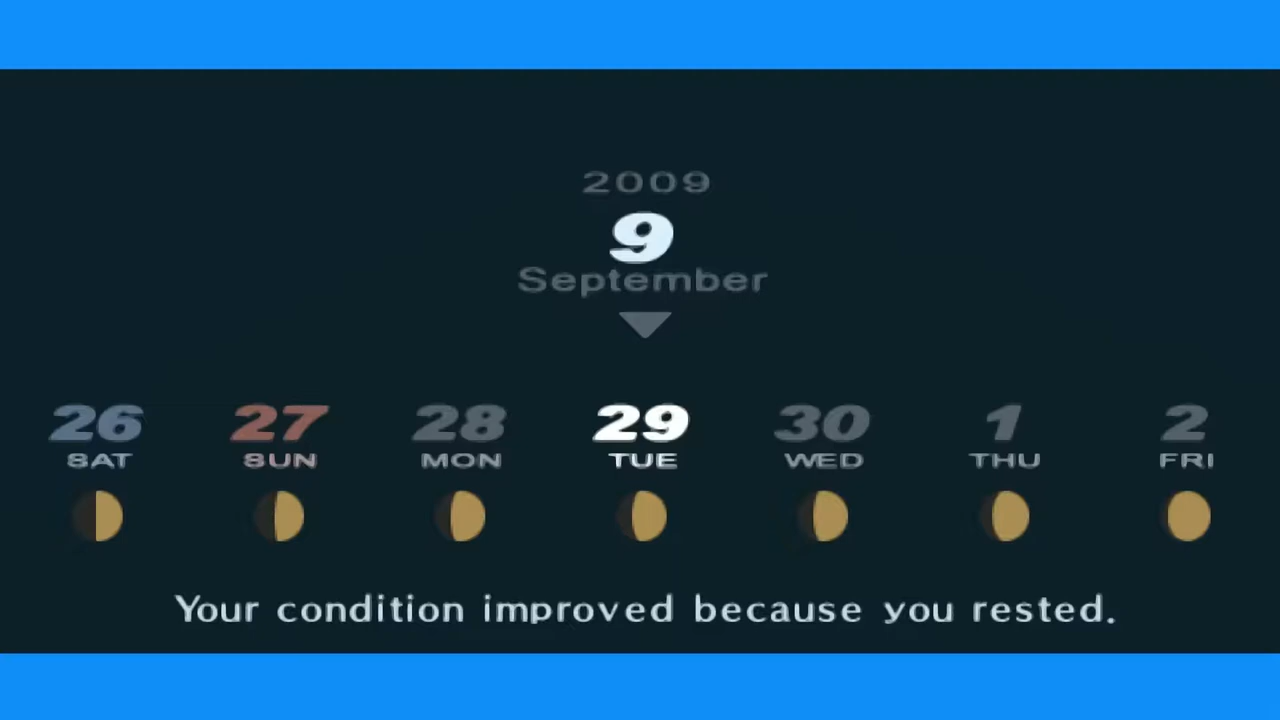 2009
9
September
26 27 28 29 30 1 2
SAT SUN MON TUE WED THU FRI
Your condition improved because you rested.